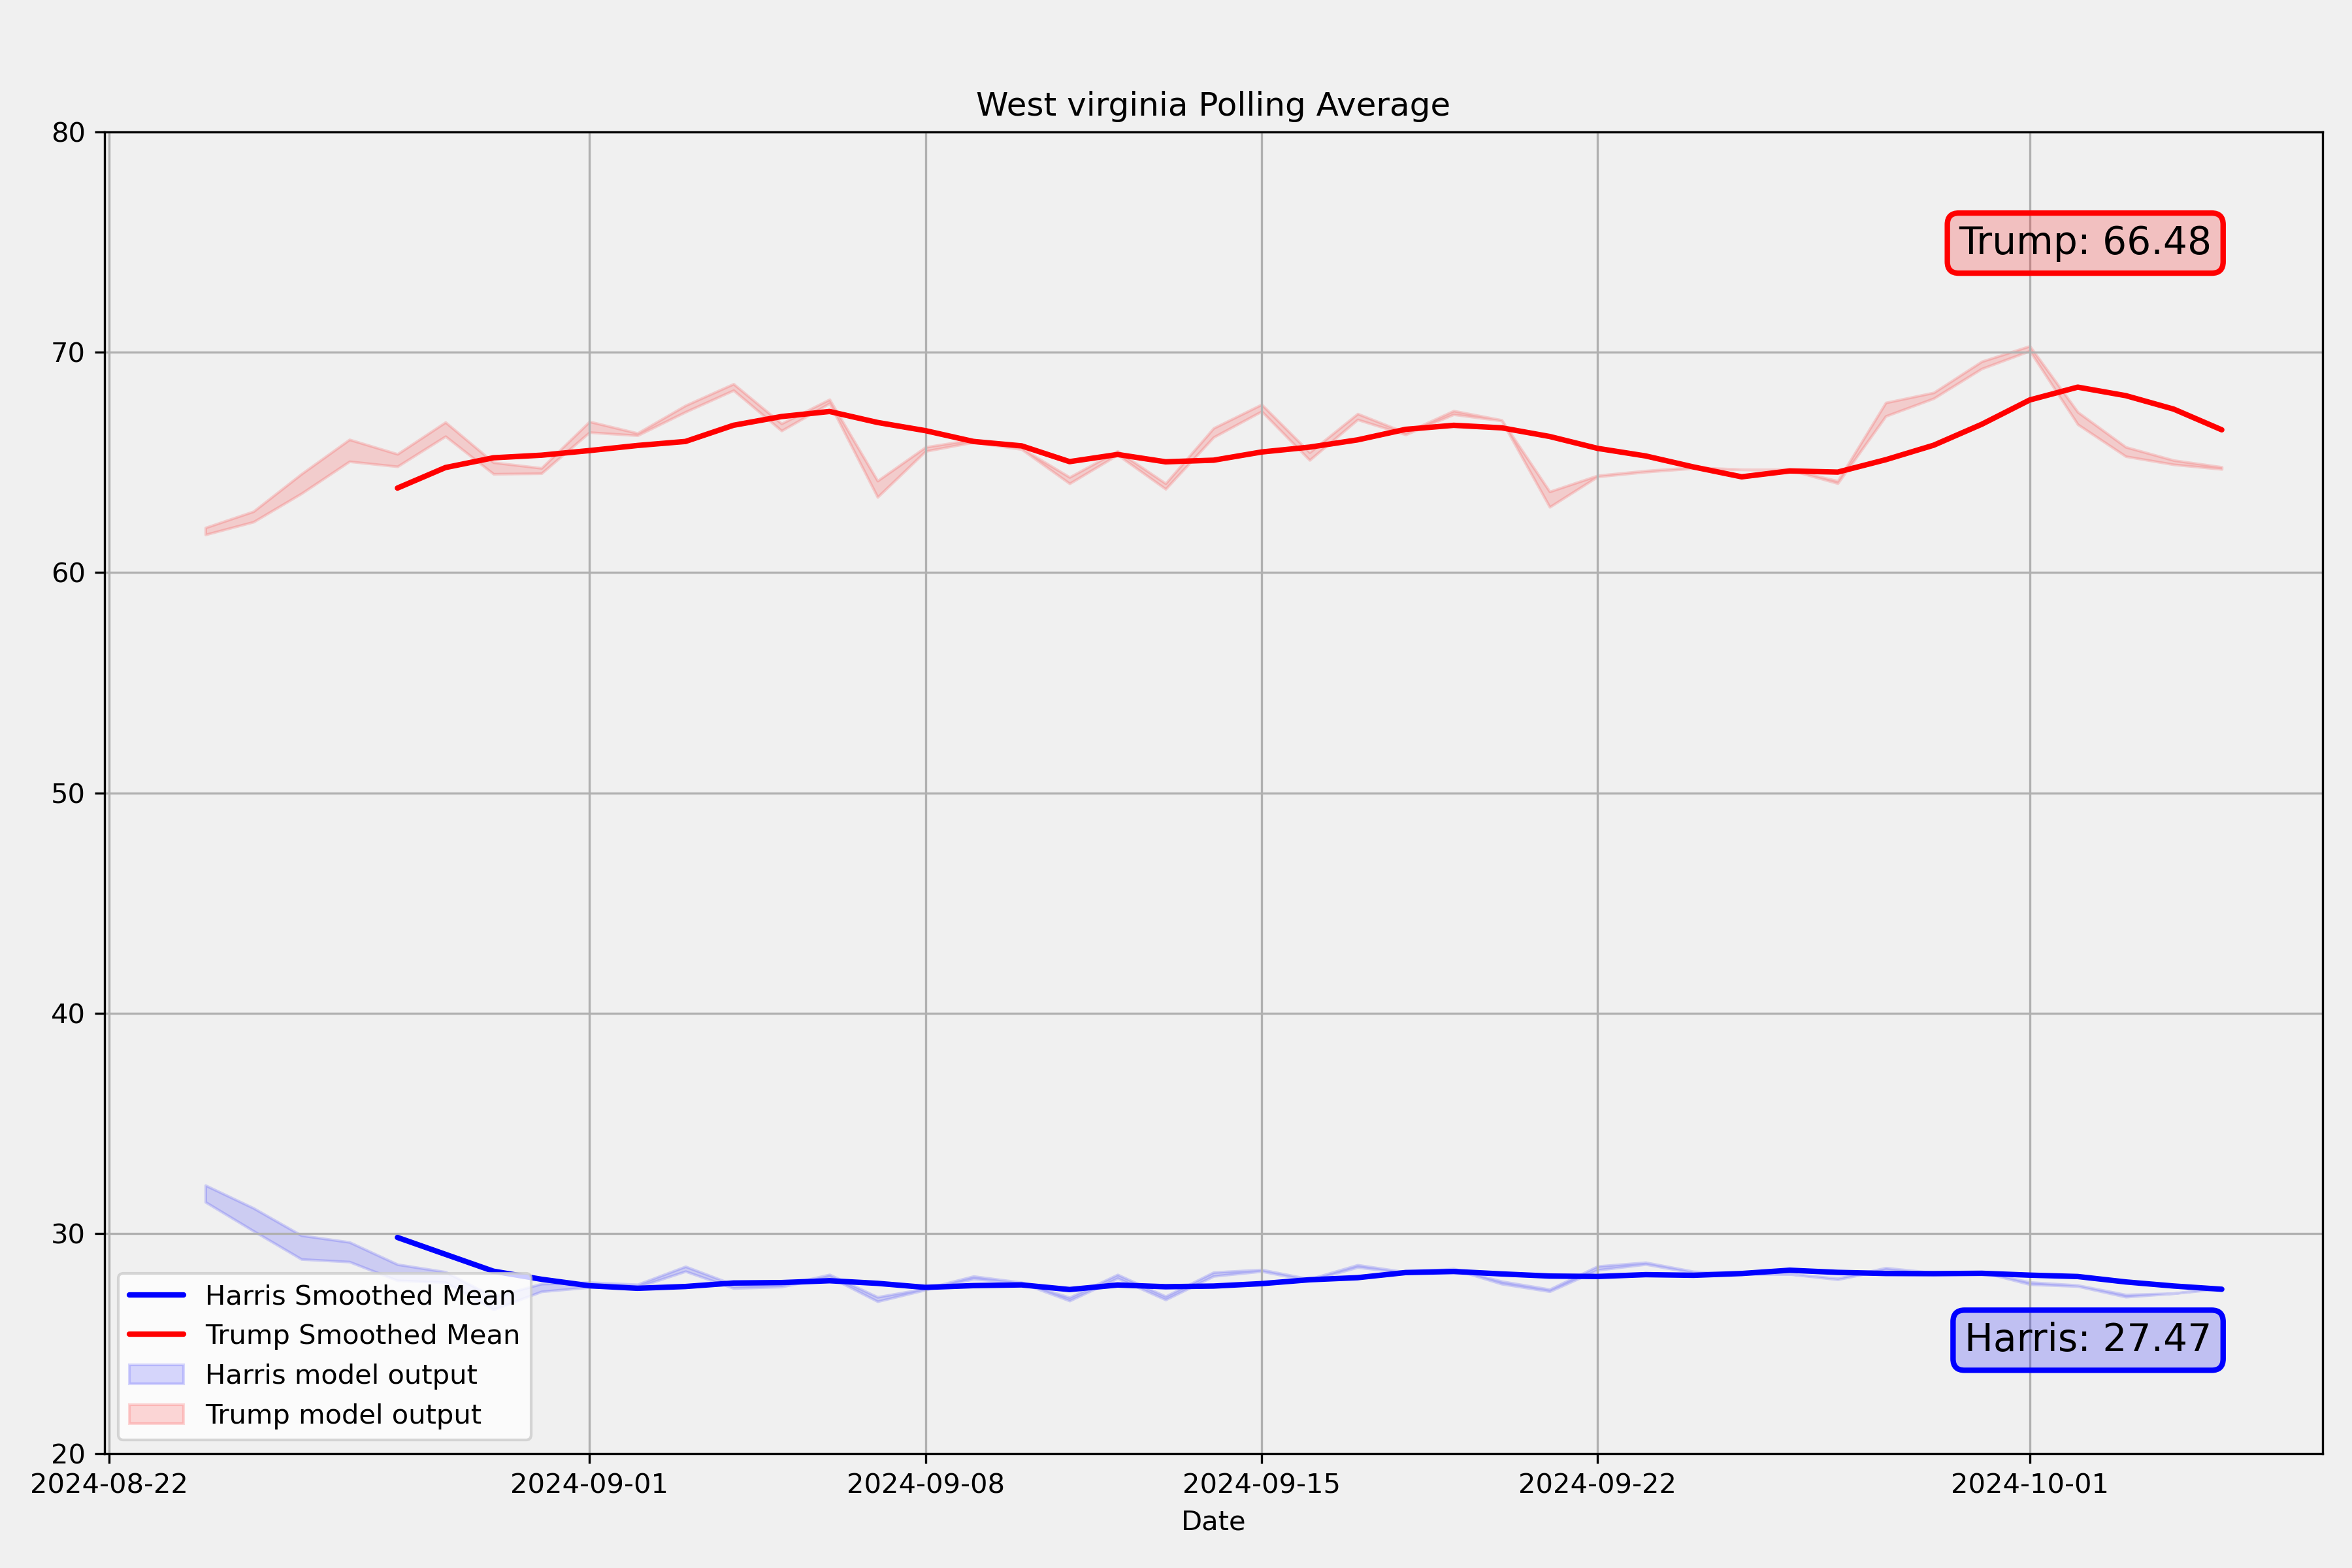 West virginia Polling Average
80
70
60
50
40
30
20
Trump: 66.48
Harris: 27.47
Harris Smoothed Mean
Trump Smoothed Mean
Harris model output
Trump model output
2024-08-22
2024-09-01
2024-09-08
2024-09-15
2024-09-22
2024-10-01
Date